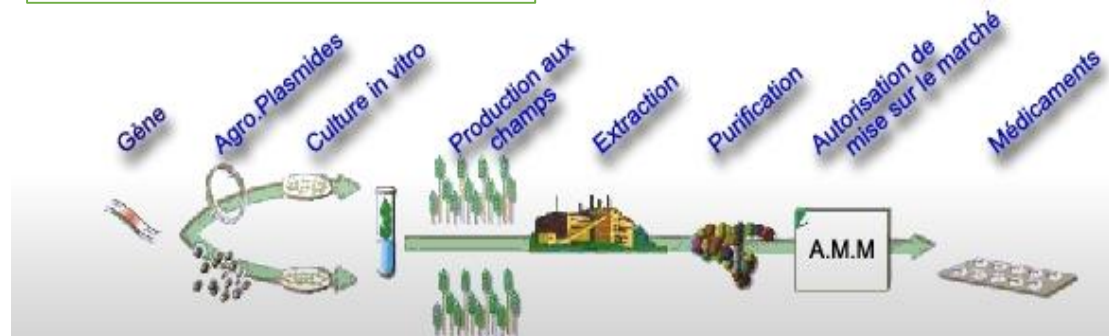 Gène
Agro.Plasmides
Culture in vitro
Production aux
champs
Extraction
Purification
Autorisation de
mise sur le marché
Médicaments
A.M.M